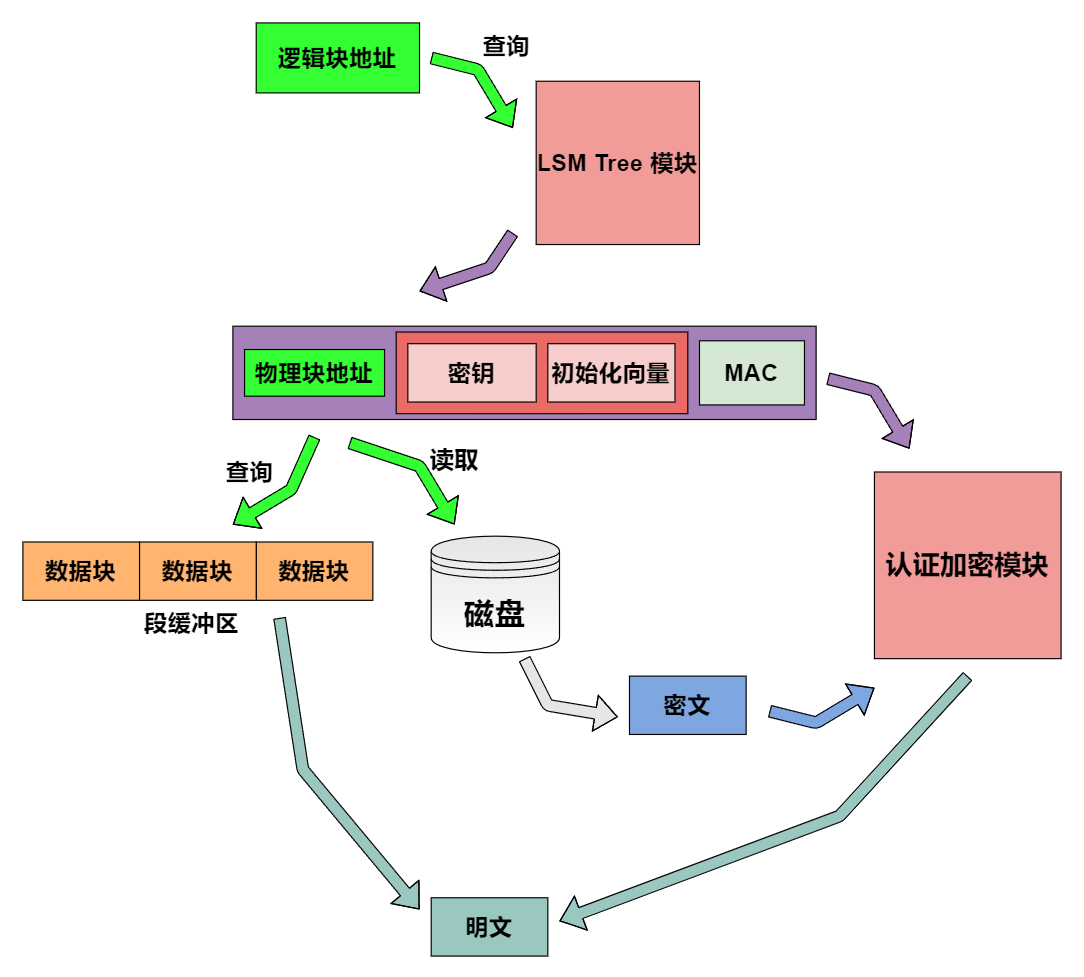 逻辑块地址
查询
LSM Tree 模块
物理块地址
密钥
初始化向量
MAC
查询
读取
数据块
数据块
数据块
段缓冲区
磁盘
认证加密模块
密文
明文